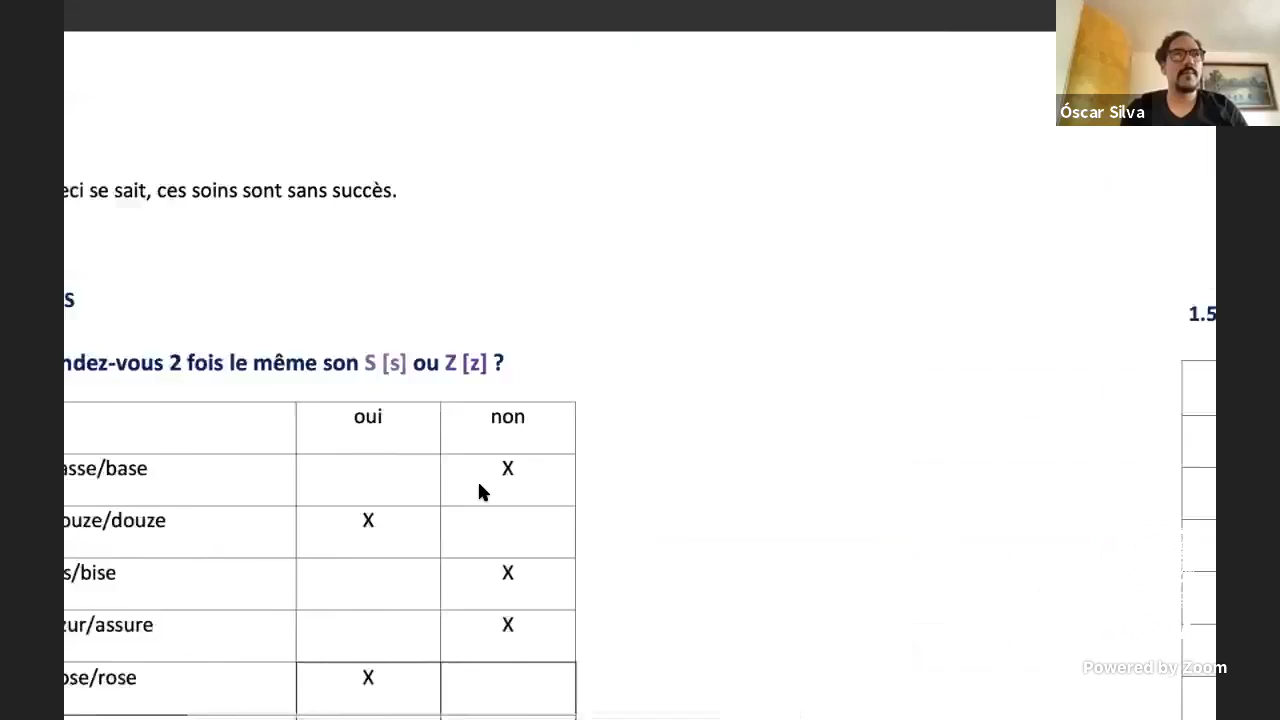 Óscar Silva
eci se sait, ces soins sont sans succès.
S
1.5
ndez-vous 2 fois le même son S [s] ou Z [z] ?
oui non
asse/base X
ouze/douze X
s/bise X
zur/assure X
ose/rose X
Powered by Zoom